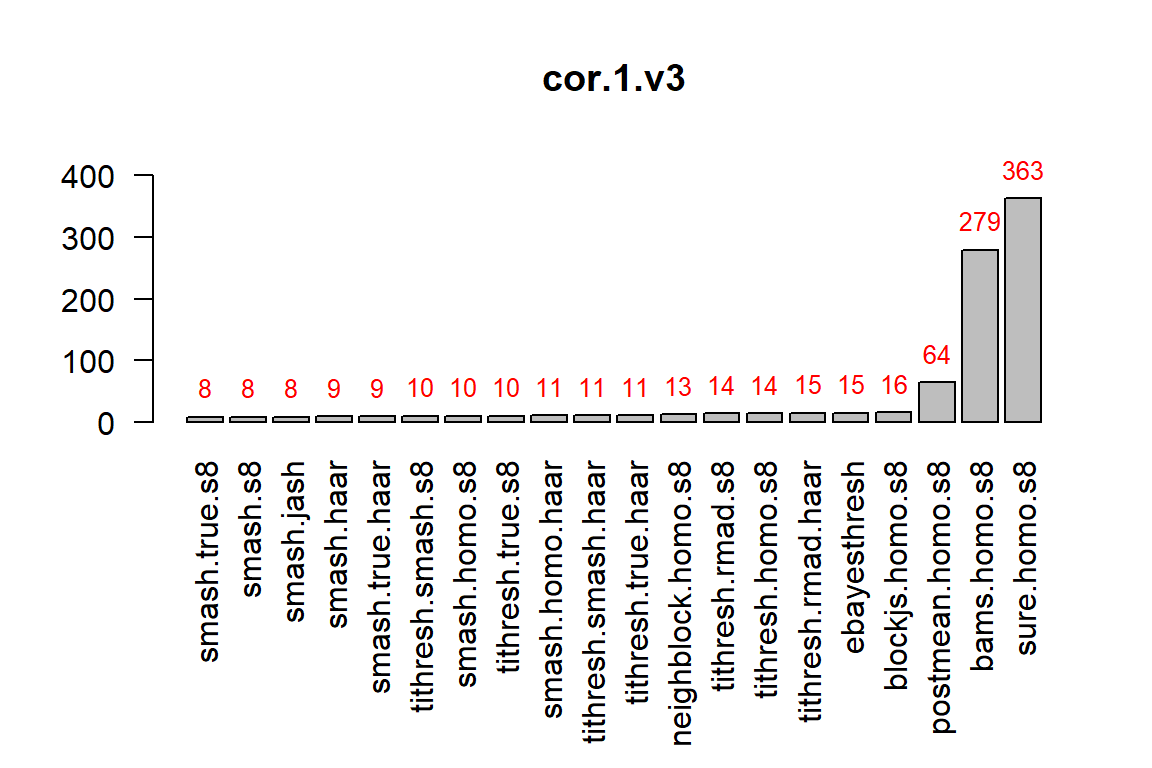 cor.1.v3
400
300
200
100
0
8 8 8 9 9 10 10 10 11 11 11 13 14 14 15 15 16 64 279 363
smash.true.s8
smash.s8
smash.jash
smash.haar
smash.true.haar
tithresh.smash.s8
smash.homo.s8
tithresh.true.s8
smash.homo.haar
tithresh.smash.haar
tithresh.true.haar
neighblock.homo.s8
tithresh.rmad.s8
tithresh.homo.s8
tithresh.rmad.haar
ebayesthresh
blockjs.homo.s8
postmean.homo.s8
bams.homo.s8
sure.homo.s8